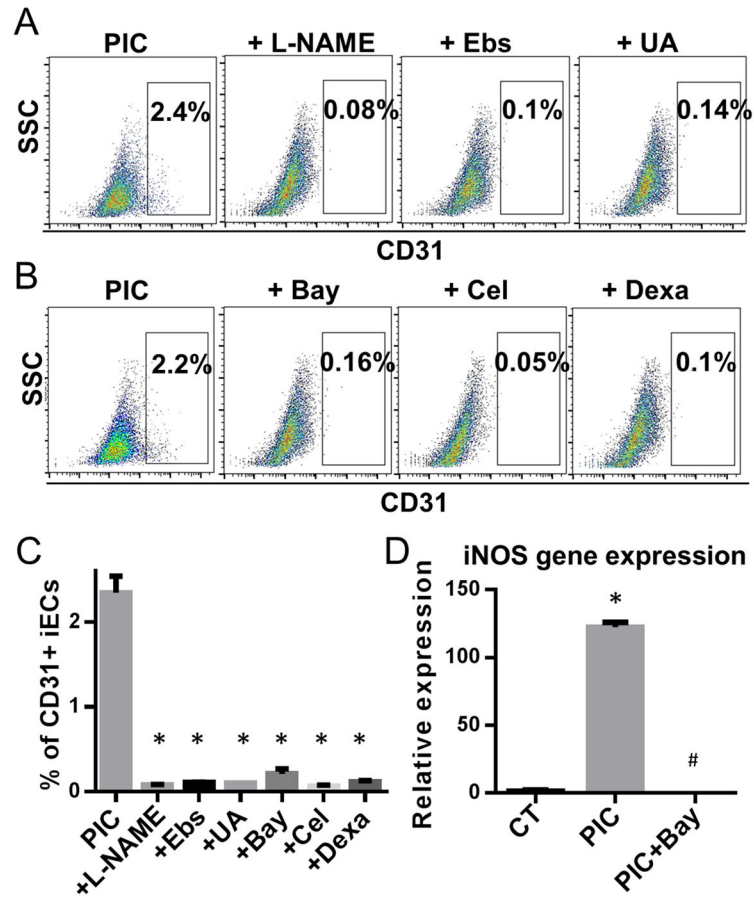 A
PIC + L-NAME + Ebs + UA
SSC
2.4% 0.08% 0.1% 0.14%
CD31
B
PIC + Bay + Cel + Dexa
SSC
2.2% 0.16% 0.05% 0.1%
CD31
C
% of CD31+ iECs
2
1
0
* * * * * *
PIC +L-NAME +Ebs +UA +Bay +Cel +Dexa
D
iNOS gene expression
Relative expression
150
100
50
0
*
#
CT PIC PIC+Bay